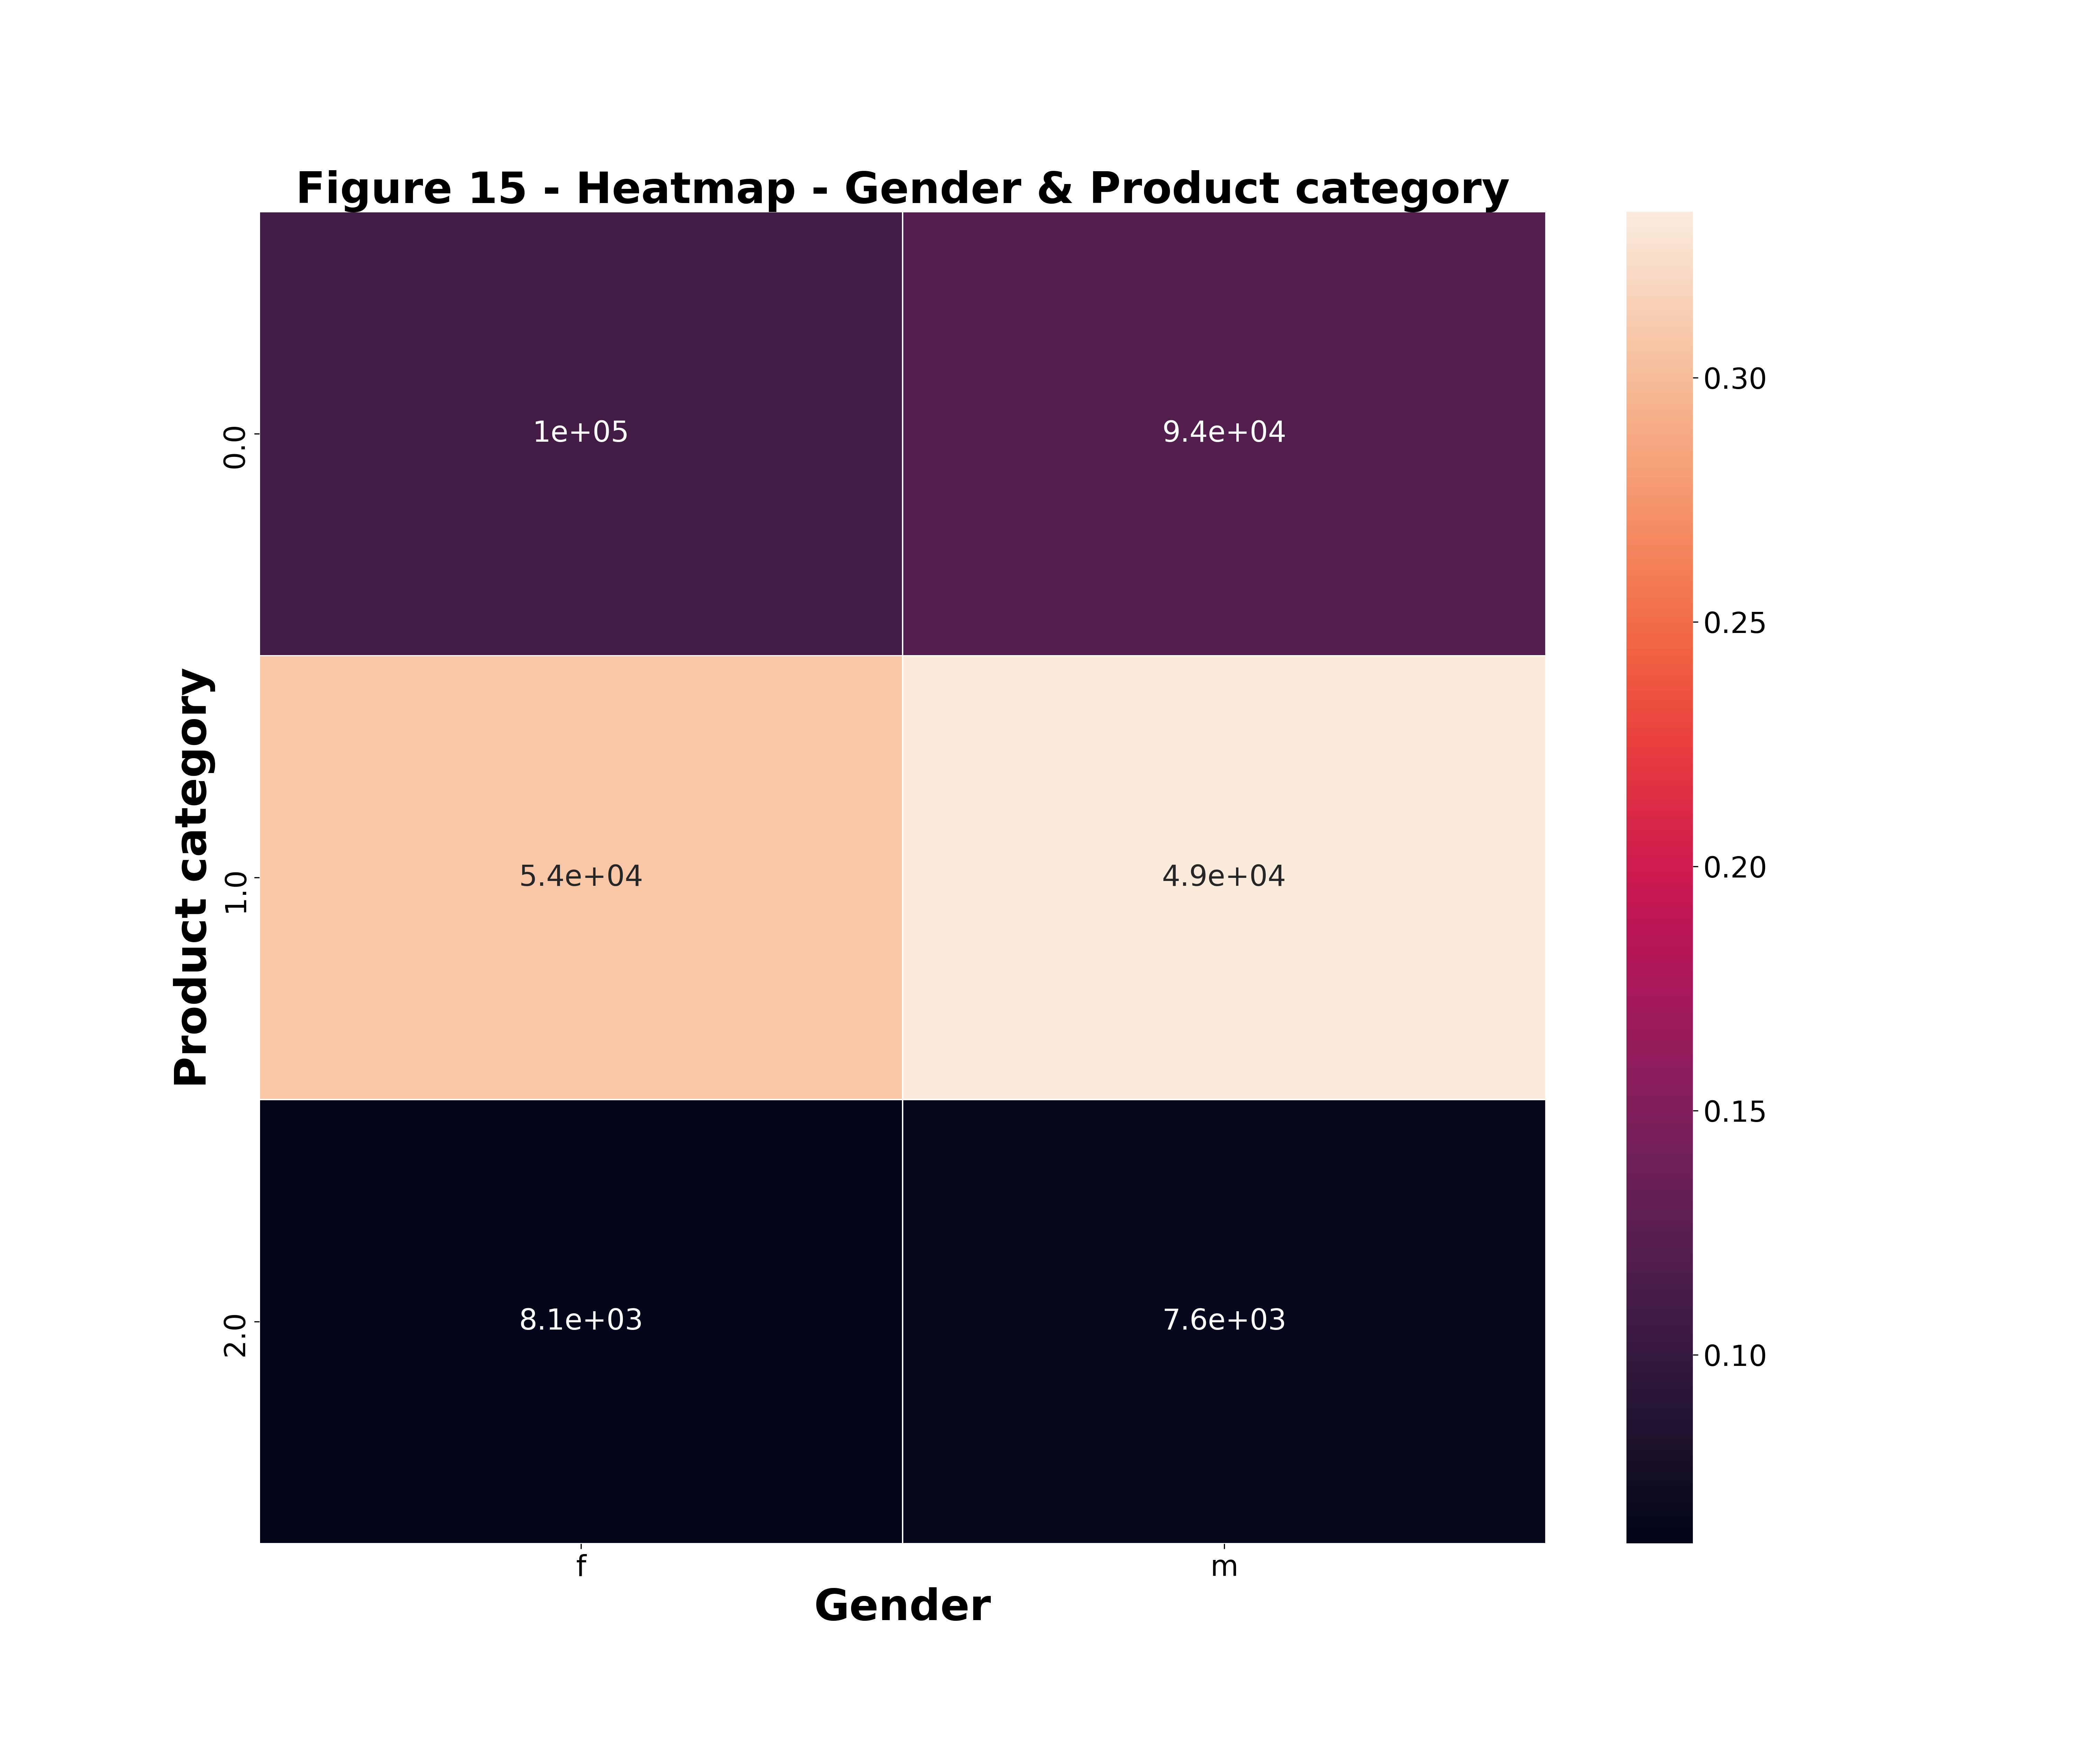 Figure 15 - Heatmap - Gender & Product category
Product category
0.0
1e+05
9.4e+04
1.0
5.4e+04
4.9e+04
2.0
8.1e+03
7.6e+03
f
m
Gender
0.30
0.25
0.20
0.15
0.10